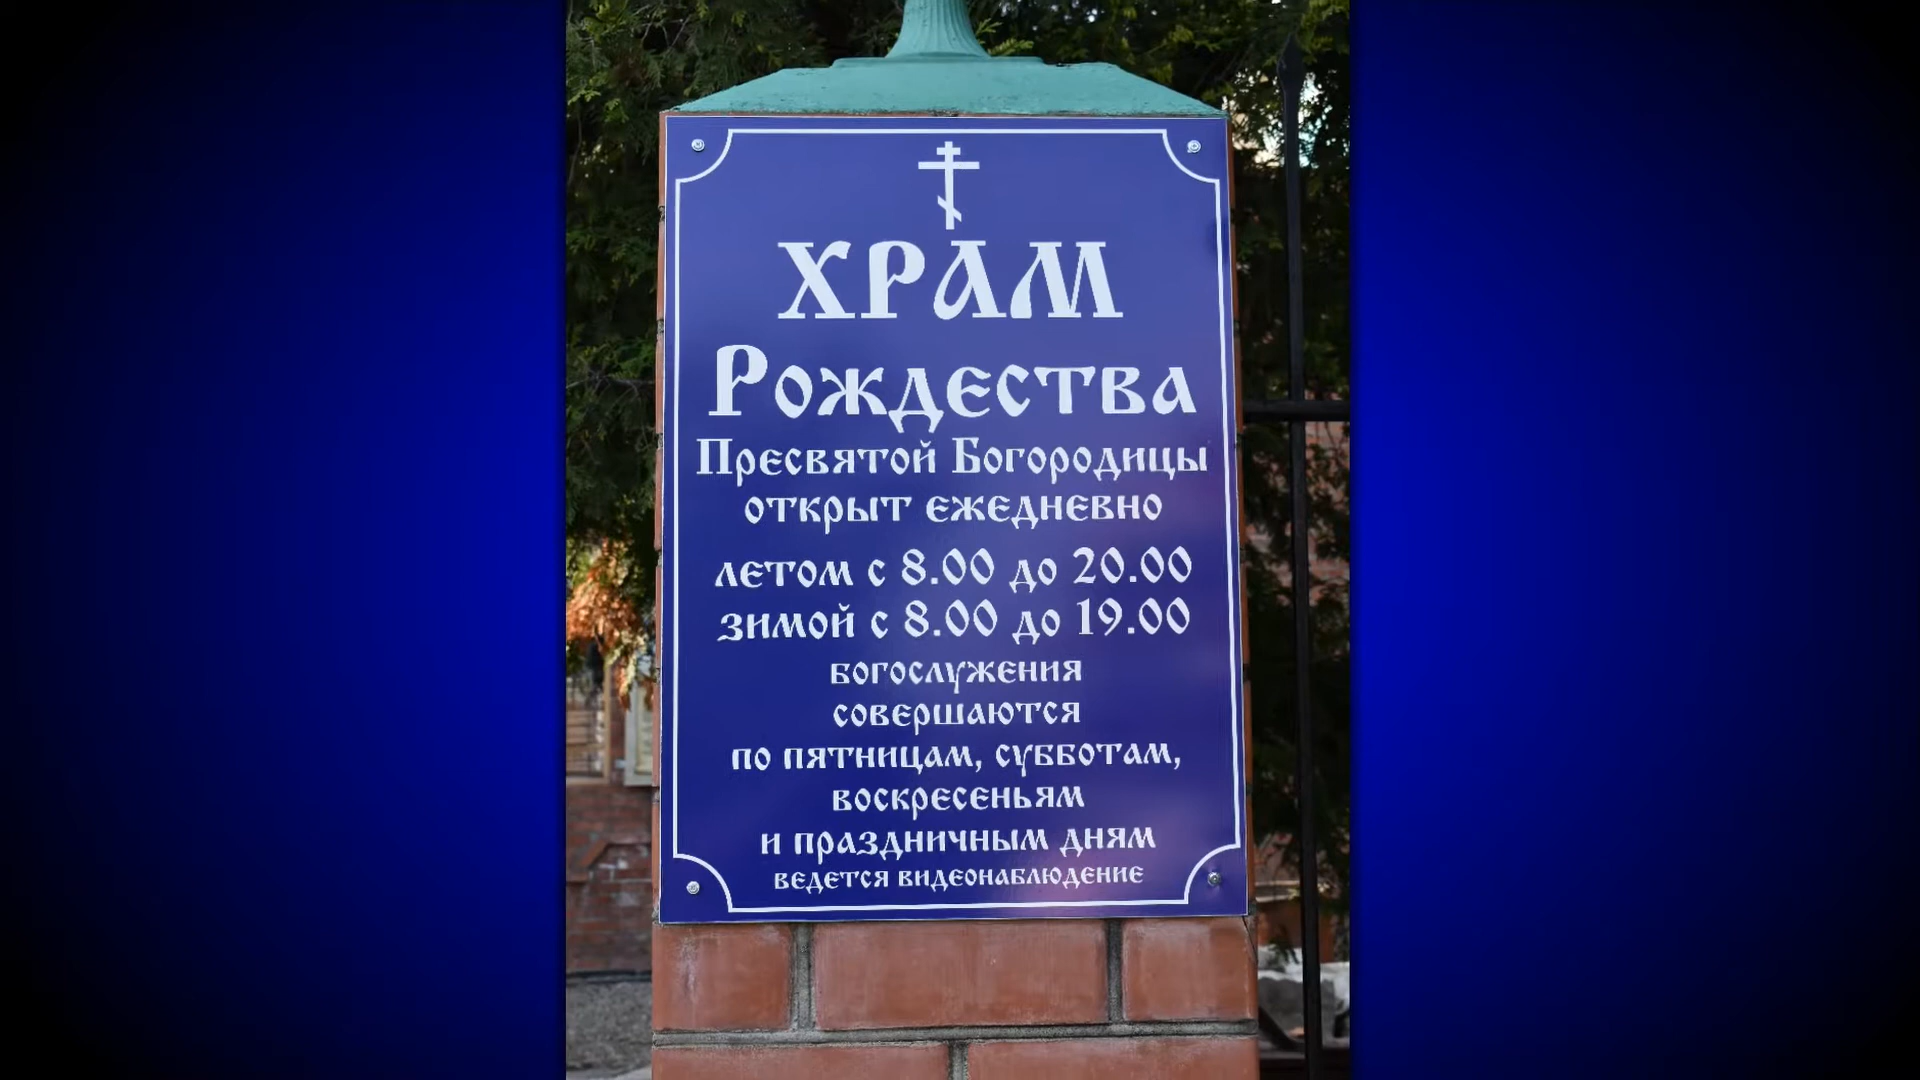 ХРАМ
Рождества
Пресвятой Богородицы
открыт ежедневно
летом с 8.00 до 20.00
зимой с 8.00 до 19.00
богослужения
совершаются
по пятницам, субботам,
воскресеньям
и праздничным дням
ведется видеонаблюдение